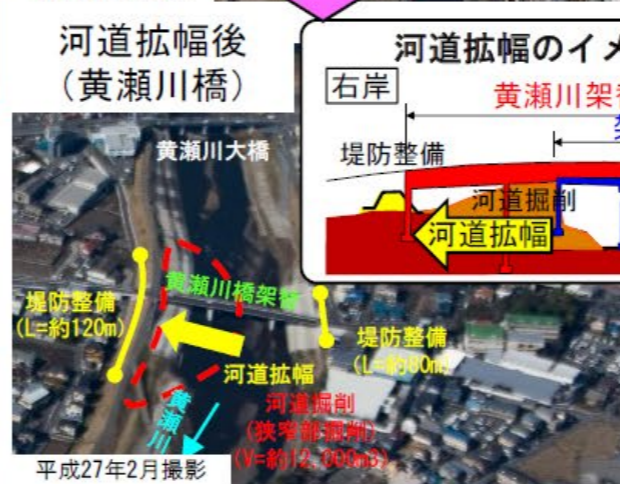 河道拡幅後
（黄瀬川橋）
河道拡幅のイメ
右岸
黄瀬川架替
堤防整備
河道掘削
河道拡幅
黄瀬川大橋
黄瀬川橋架替
堤防整備
(L=約120m)
堤防整備
(L=約80m)
河道拡幅
河道掘削
(狭窄部掘削)
(V=約12,000m3)
黄瀬川
平成27年2月撮影